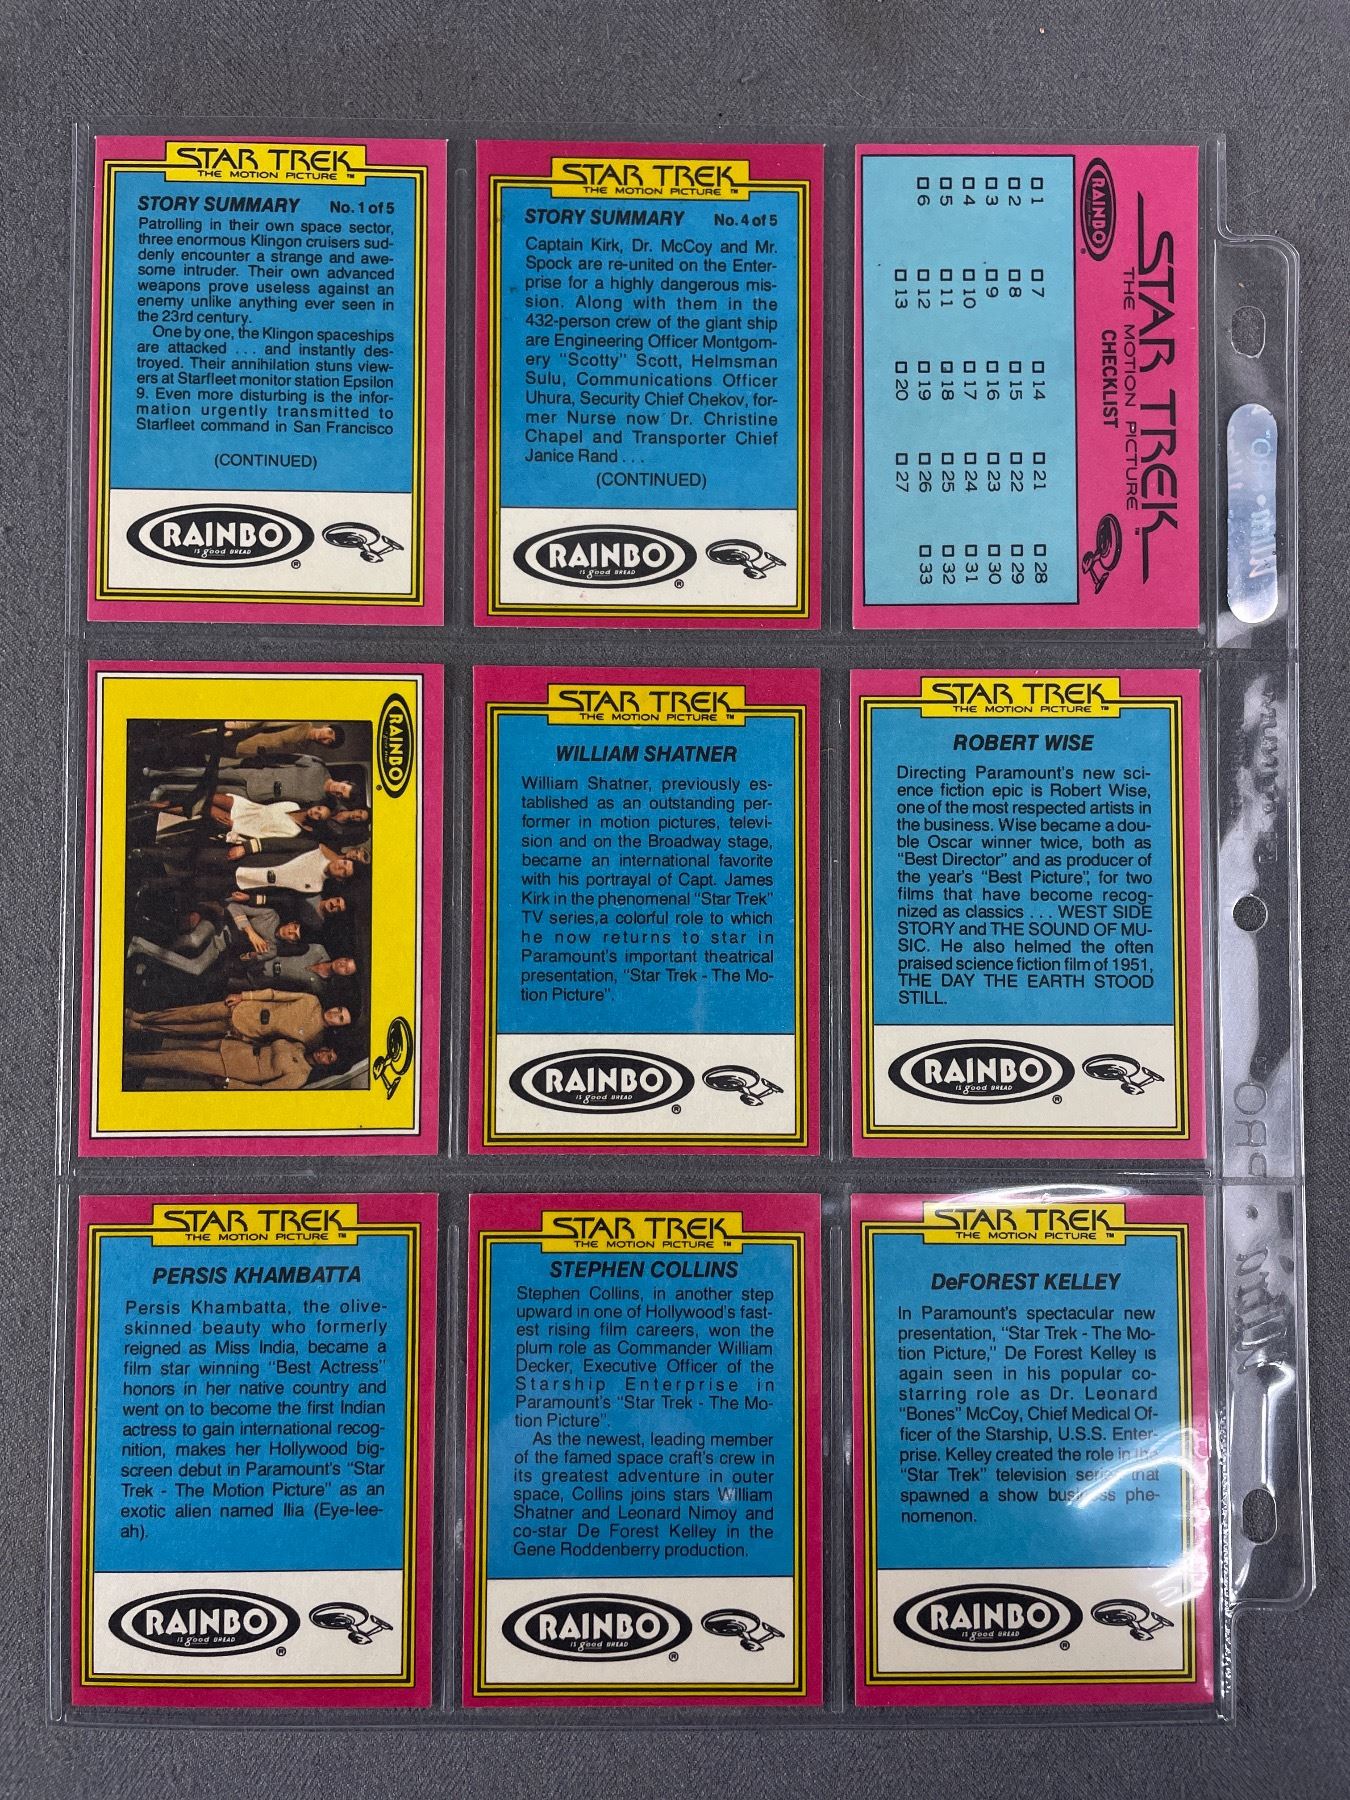 STAR TREK
THE MOTION PICTURE ™
STORY SUMMARY No. 1 of 5
Patrolling in their own space sector,
three enormous Klingon cruisers sud-
denly encounter a strange and awe-
some intruder. Their own advanced
weapons prove useless against an
enemy unlike anything ever seen in
the 23rd century.
One by one, the Klingon spaceships
are attacked ... and instantly des-
troyed. Their annihilation stuns view-
ers at Starfleet monitor station Epsilon
9. Even more disturbing is the infor-
mation urgently transmitted to
Starfleet command in San Francisco
(CONTINUED)
RAINBO
IS good BREAD
®
STAR TREK
THE MOTION PICTURE ™
STORY SUMMARY No. 4 of 5
Captain Kirk, Dr. McCoy and Mr.
Spock are re-united on the Enter-
prise for a highly dangerous mis-
sion. Along with them in the
432-person crew of the giant ship
are Engineering Officer Montgom-
ery "Scotty" Scott, Helmsman
Sulu, Communications Officer
Uhura, Security Chief Chekov, for-
mer Nurse now Dr. Christine
Chapel and Transporter Chief
Janice Rand ...
(CONTINUED)
RAINBO
IS good BREAD
®
RAINBO
®
STAR TREK
THE MOTION PICTURE ™
CHECKLIST
1 7 14 21 28
2 8 15 22 29
3 9 16 23 30
4 10 17 24 31
5 11 18 25 32
6 12 19 26 33
13 20 27
RAINBO
®
STAR TREK
THE MOTION PICTURE ™
WILLIAM SHATNER
William Shatner, previously es-
tablished as an outstanding per-
former in motion pictures, televi-
sion and on the Broadway stage,
became an international favorite
with his portrayal of Capt. James
Kirk in the phenomenal "Star Trek"
TV series, a colorful role to which
he now returns to star in
Paramount's important theatrical
presentation, "Star Trek - The Mo-
tion Picture".
RAINBO
IS good BREAD
®
STAR TREK
THE MOTION PICTURE ™
ROBERT WISE
Directing Paramount's new sci-
ence fiction epic is Robert Wise,
one of the most respected artists in
the business. Wise became a dou-
ble Oscar winner twice, both as
"Best Director" and as producer of
the year's "Best Picture", for two
films that have become recog-
nized as classics ... WEST SIDE
STORY and THE SOUND OF MU-
SIC. He also helmed the often
praised science fiction film of 1951,
THE DAY THE EARTH STOOD
STILL.
RAINBO
IS good BREAD
®
STAR TREK
THE MOTION PICTURE ™
PERSIS KHAMBATTA
Persis Khambatta, the olive-
skinned beauty who formerly
reigned as Miss India, became a
film star winning "Best Actress"
honors in her native country and
went on to become the first Indian
actress to gain international recog-
nition, makes her Hollywood big-
screen debut in Paramount's "Star
Trek - The Motion Picture" as an
exotic alien named Ilia (Eye-lee-
ah).
RAINBO
IS good BREAD
®
STAR TREK
THE MOTION PICTURE ™
STEPHEN COLLINS
Stephen Collins, in another step
upward in one of Hollywood's fast-
est rising film careers, won the
plum role as Commander William
Decker, Executive Officer of the
Starship Enterprise in
Paramount's "Star Trek - The Mo-
tion Picture".
As the newest, leading member
of the famed space craft's crew in
its greatest adventure in outer
space, Collins joins stars William
Shatner and Leonard Nimoy and
co-star De Forest Kelley in the
Gene Roddenberry production.
RAINBO
IS good BREAD
®
STAR TREK
THE MOTION PICTURE ™
DeFOREST KELLEY
In Paramount's spectacular new
presentation, "Star Trek - The Mo-
tion Picture," De Forest Kelley is
again seen in his popular co-
starring role as Dr. Leonard
"Bones" McCoy, Chief Medical Of-
ficer of the Starship, U.S.S. Enter-
prise. Kelley created the role in the
"Star Trek" television series that
spawned a show business phe-
nomenon.
RAINBO
IS good BREAD
®